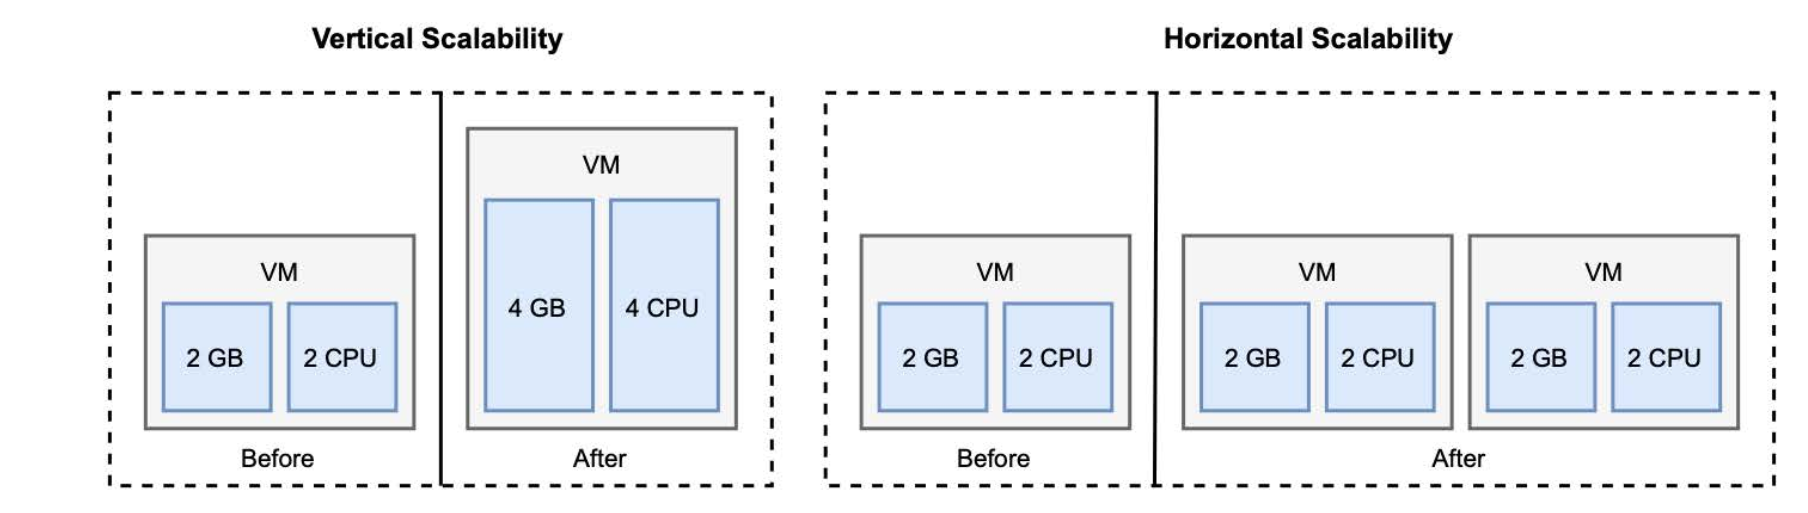 Vertical Scalability
VM
2 GB
2 CPU
Before
VM
4 GB
4 CPU
After
Horizontal Scalability
VM
2 GB
2 CPU
Before
VM
2 GB
2 CPU
VM
2 GB
2 CPU
After